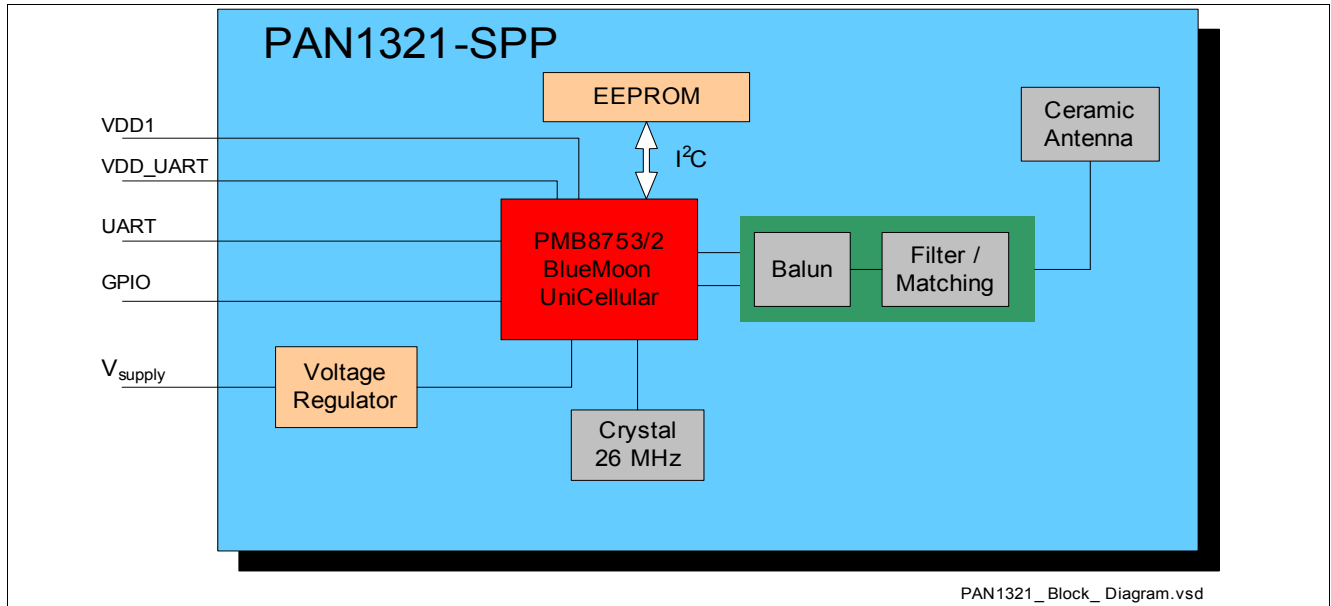 PAN1321-SPP
EEPROM
Ceramic
Antenna
VDD1
I²C
VDD_UART
UART
PMB8753/2
BlueMoon
UniCellular
Balun
Filter /
Matching
GPIO
Vsupply
Voltage
Regulator
Crystal
26 MHz
PAN1321_ Block_ Diagram.vsd